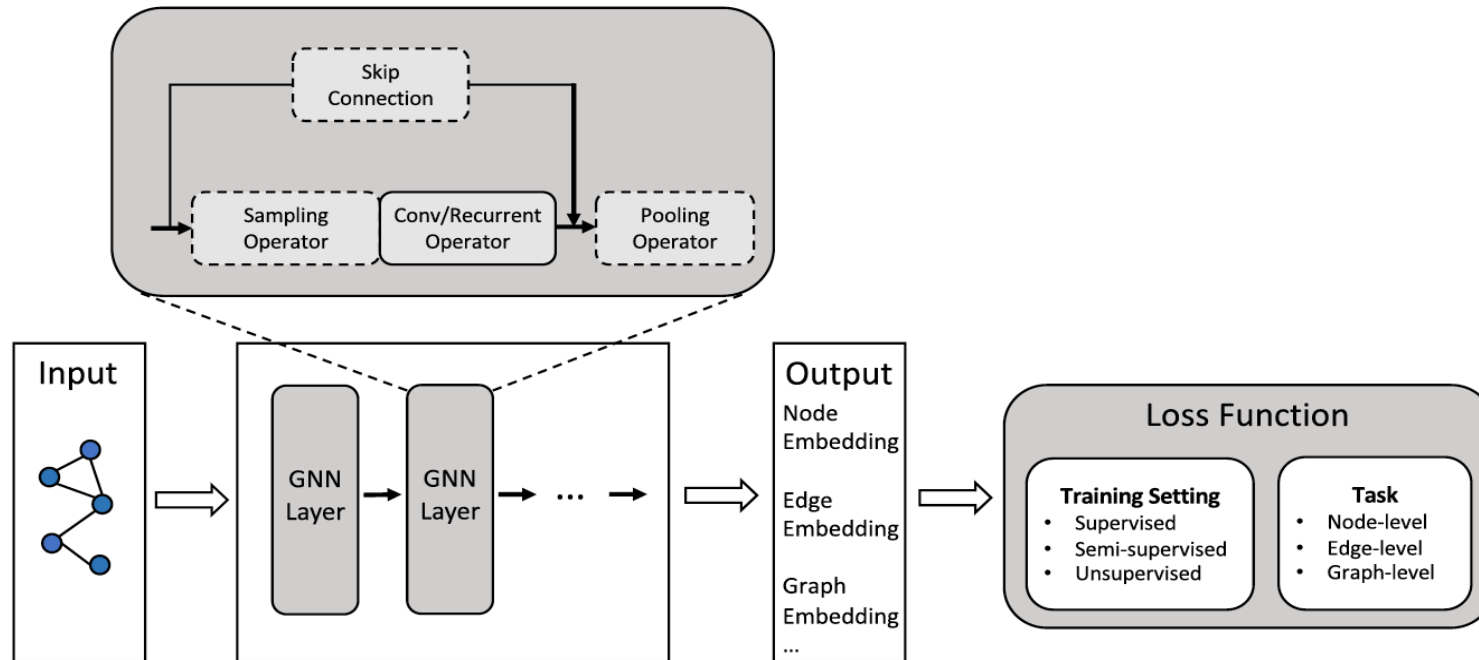 Skip
Connection
Sampling
Operator
Conv/Recurrent
Operator
Pooling
Operator
Input
GNN
Layer
GNN
Layer
...
Output
Node
Embedding
Edge
Embedding
Graph
Embedding
...
Loss Function
Training Setting
• Supervised
• Semi-supervised
• Unsupervised
Task
• Node-level
• Edge-level
• Graph-level